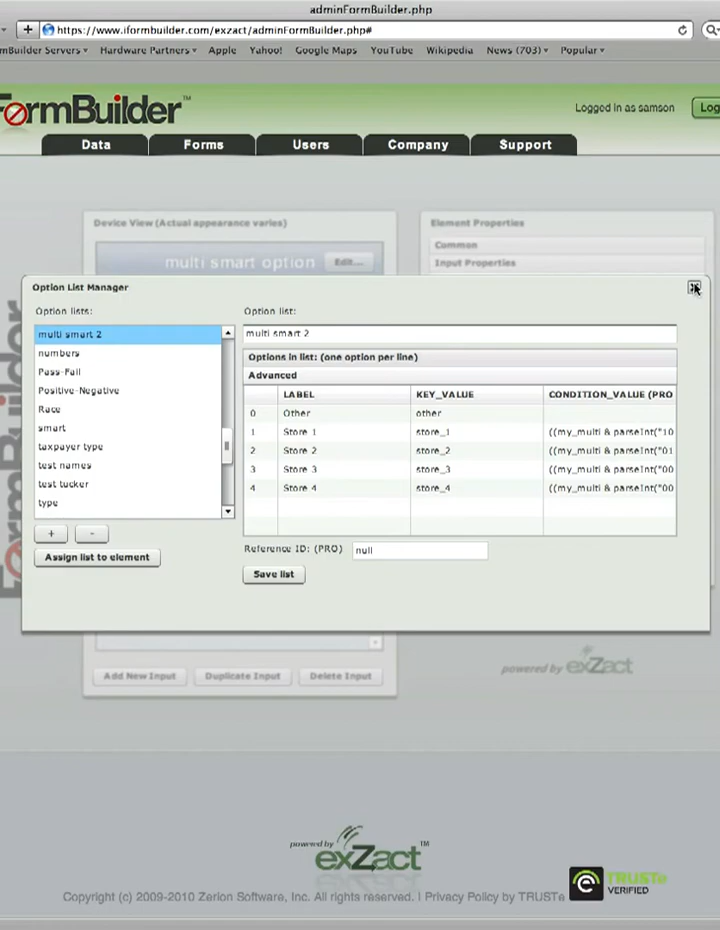 adminFormBuilder.php
https://www.iformbuilder.com/exzact/adminFormBuilder.php#
mBuilder Servers Hardware Partners Apple Yahoo! Google Maps YouTube Wikipedia News (703) Popular
FormBuilder™
Logged in as samson
Log
Data Forms Users Company Support
Device View (Actual appearance varies)
Element Properties
Common
multi smart option Edit...
Input Properties
Option List Manager
Option lists:
Option list:
multi smart 2
numbers
Pass-Fail
Positive-Negative
Race
smart
taxpayer type
test names
test tucker
type
+ -
Assign list to element
multi smart 2
Options in list: (one option per line)
Advanced
LABEL KEY_VALUE CONDITION_VALUE (PRO
0 Other other
1 Store 1 store_1 ((my_multi & parseInt("10
2 Store 2 store_2 ((my_multi & parseInt("01
3 Store 3 store_3 ((my_multi & parseInt("00
4 Store 4 store_4 ((my_multi & parseInt("00
Reference ID: (PRO) null
Save list
Add New Input Duplicate Input Delete Input
powered by exZact
powered by exZact™
TRUSTe
VERIFIED
Copyright (c) 2009-2010 Zerion Software, Inc. All rights reserved. | Privacy Policy by TRUSTe